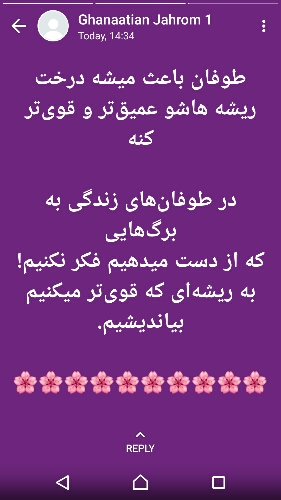 Ghanaatian Jahrom 1
Today, 14:34
طوفان باعث میشه درخت
ریشه هاشو عمیق‌تر و قوی‌تر
کنه
در طوفان‌های زندگی به
برگ‌هایی
که از دست میدهیم فکر نکنیم!
به ریشه‌ای که قوی‌تر میکنیم
بیاندیشیم.
🌸🌸🌸🌸🌸🌸🌸🌸🌸🌸
REPLY